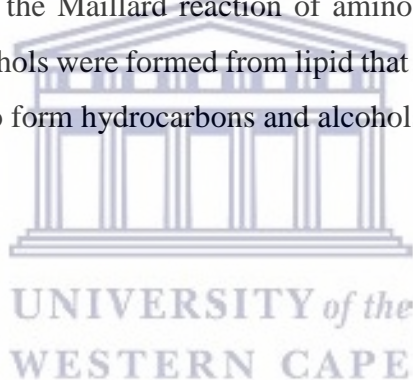 the Maillard reaction of amino
hols were formed from lipid that
o form hydrocarbons and alcohol
UNIVERSITY of the
WESTERN CAPE